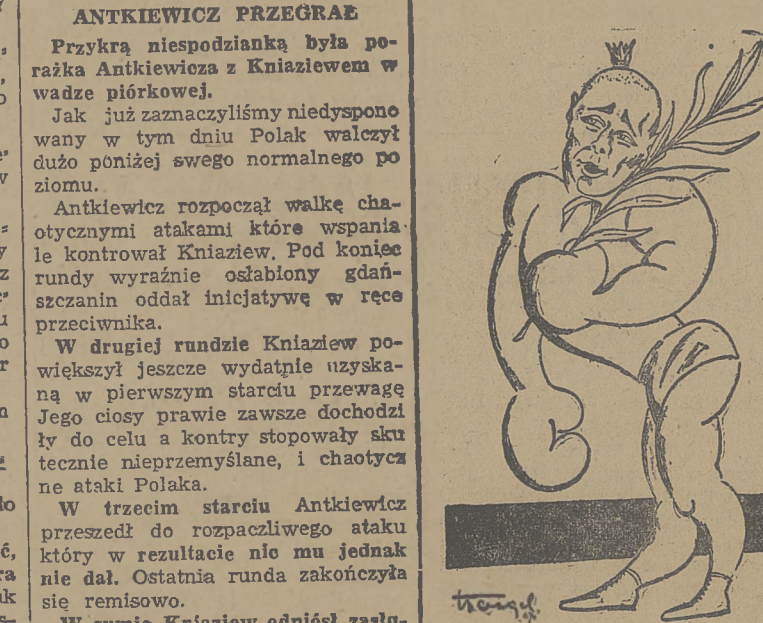 ANTKIEWICZ PRZEGRAŁ
Przykrą niespodzianką była po-
rażka Antkiewicza z Kniaziewem w
wadze piórkowej.
Jak już zaznaczyliśmy niedyspono
wany w tym dniu Polak walczył
dużo poniżej swego normalnego po
ziomu.
Antkiewicz rozpoczął walkę cha-
otycznymi atakami które wspania-
le kontrował Kniaziew. Pod koniec
rundy wyraźnie osłabiony gdań-
szczanin oddał inicjatywę w ręce
przeciwnika.
W drugiej rundzie Kniaziew po-
większył jeszcze wydatnie uzyska-
ną w pierwszym starciu przewagę
Jego ciosy prawie zawsze dochodzi
ły do celu a kontry stopowały sku
tecznie nieprzemyślane, i chaotycz
ne ataki Polaka.
W trzecim starciu Antkiewicz
przeszedł do rozpaczliwego ataku
który w rezultacie nic mu jednak
nie dał. Ostatnia runda zakończyła
się remisowo.
W sumie Kniaziew odniósł zasłu-